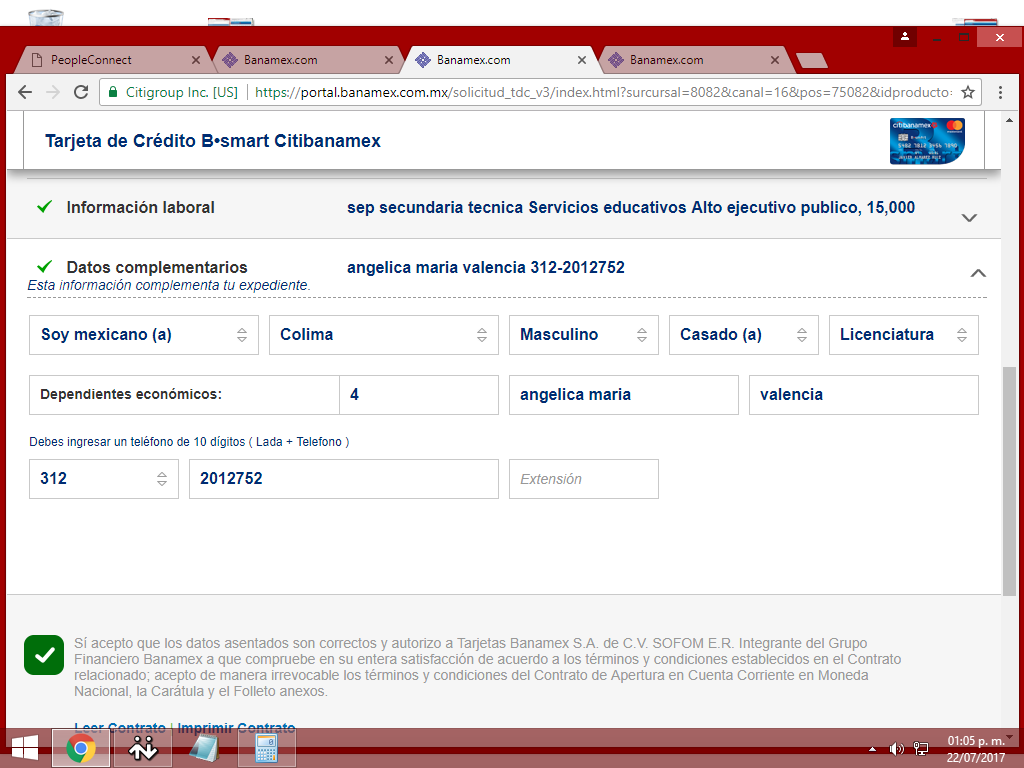 PeopleConnect
Banamex.com
Banamex.com
Banamex.com
Citigroup Inc. [US] https://portal.banamex.com.mx/solicitud_tdc_v3/index.html?surcursal=8082&canal=16&pos=75082&idproducto=
Tarjeta de Crédito B•smart Citibanamex
citibanamex
Información laboral sep secundaria tecnica Servicios educativos Alto ejecutivo publico, 15,000
Datos complementarios angelica maria valencia 312-2012752
Esta información complementa tu expediente.
Soy mexicano (a) Colima Masculino Casado (a) Licenciatura
Dependientes económicos: 4 angelica maria valencia
Debes ingresar un teléfono de 10 dígitos ( Lada + Telefono )
312 2012752 Extensión
Sí acepto que los datos asentados son correctos y autorizo a Tarjetas Banamex S.A. de C.V. SOFOM E.R. Integrante del Grupo
Financiero Banamex a que compruebe en su entera satisfacción de acuerdo a los términos y condiciones establecidos en el Contrato
relacionado; acepto de manera irrevocable los términos y condiciones del Contrato de Apertura en Cuenta Corriente en Moneda
Nacional, la Carátula y el Folleto anexos.
Leer Contrato | Imprimir Contrato
01:05 p. m.
22/07/2017